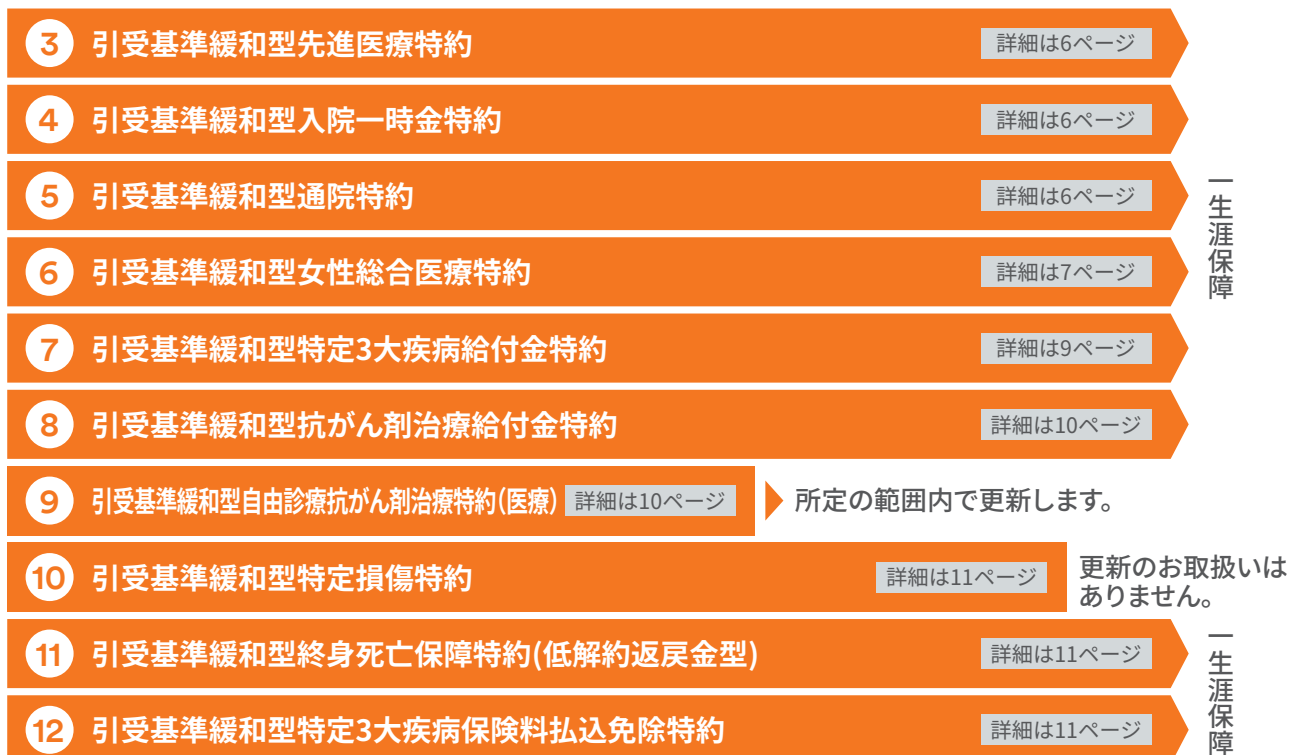 3 引受基準緩和型先進医療特約 詳細は6ページ
4 引受基準緩和型入院一時金特約 詳細は6ページ
5 引受基準緩和型通院特約 詳細は6ページ
6 引受基準緩和型女性総合医療特約 詳細は7ページ
7 引受基準緩和型特定3大疾病給付金特約 詳細は9ページ
8 引受基準緩和型抗がん剤治療給付金特約 詳細は10ページ
一生涯保障
9 引受基準緩和型自由診療抗がん剤治療特約(医療) 詳細は10ページ 所定の範囲内で更新します。
10 引受基準緩和型特定損傷特約 詳細は11ページ
更新のお取扱いは
ありません。
11 引受基準緩和型終身死亡保障特約(低解約返戻金型) 詳細は11ページ
12 引受基準緩和型特定3大疾病保険料払込免除特約 詳細は11ページ
一生涯保障